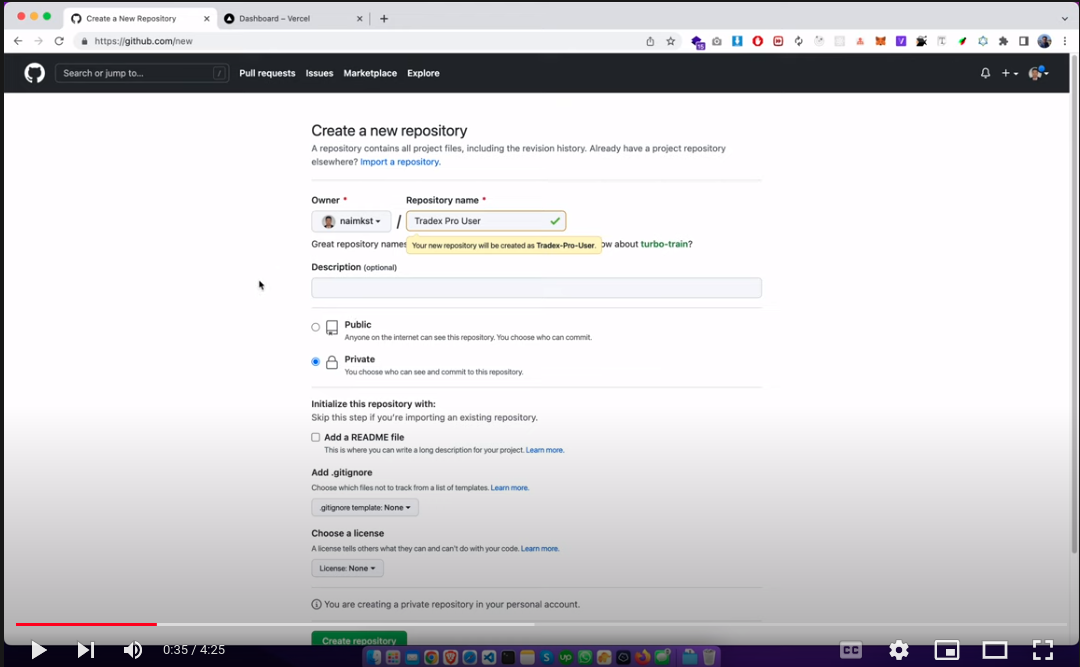 Create a New Repository
Dashboard – Vercel
https://github.com/new
15
Search or jump to...
/
Pull requests
Issues
Marketplace
Explore
Create a new repository
A repository contains all project files, including the revision history. Already have a project repository
elsewhere? Import a repository.
Owner *
Repository name *
naimkst
/
Tradex Pro User
Great repository names
Your new repository will be created as Tradex-Pro-User.
ow about turbo-train?
Description (optional)
Public
Anyone on the internet can see this repository. You choose who can commit.
Private
You choose who can see and commit to this repository.
Initialize this repository with:
Skip this step if you're importing an existing repository.
Add a README file
This is where you can write a long description for your project. Learn more.
Add .gitignore
Choose which files not to track from a list of templates. Learn more.
.gitignore template: None
Choose a license
A license tells others what they can and can't do with your code. Learn more.
License: None
You are creating a private repository in your personal account.
Create repository
0:35 / 4:25
CC